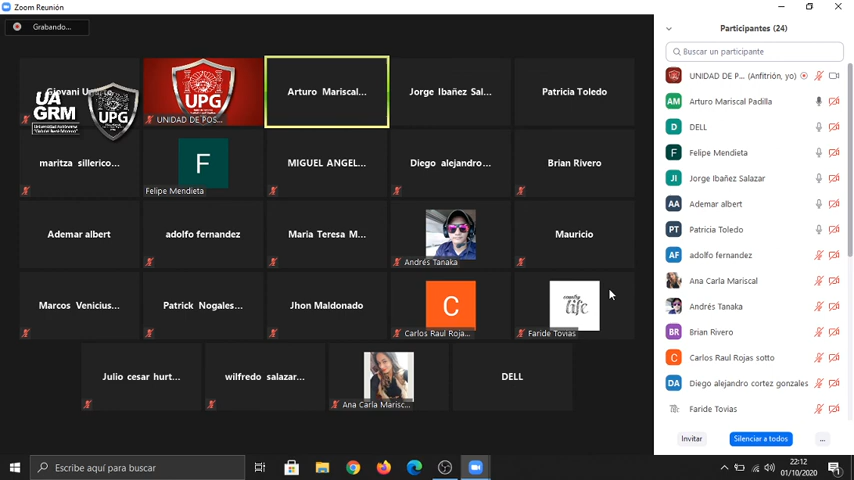 Zoom Reunión
Grabando...
Giovani Ugarte
UAGRM
UPG
UPG
UNIDAD DE POS...
Arturo Mariscal...
Jorge Ibañez Sal...
Patricia Toledo
maritza sillerico...
F
Felipe Mendieta
MIGUEL ANGEL...
Diego alejandro...
Brian Rivero
Ademar albert
adolfo fernandez
Maria Teresa M...
Andrés Tanaka
Mauricio
Marcos Venicius...
Patrick Nogales...
Jhon Maldonado
C
Carlos Raul Roja...
country
life
Faride Tovias
Julio cesar hurt...
wilfredo salazar...
Ana Carla Marisc...
DELL
Participantes (24)
Buscar un participante
UNIDAD DE P... (Anfitrión, yo)
AM Arturo Mariscal Padilla
D DELL
F Felipe Mendieta
JI Jorge Ibañez Salazar
AA Ademar albert
PT Patricia Toledo
AF adolfo fernandez
Ana Carla Mariscal
Andrés Tanaka
BR Brian Rivero
C Carlos Raul Rojas sotto
DA Diego alejandro cortez gonzales
Faride Tovias
Invitar
Silenciar a todos
...
Escribe aquí para buscar
22:12
01/10/2020